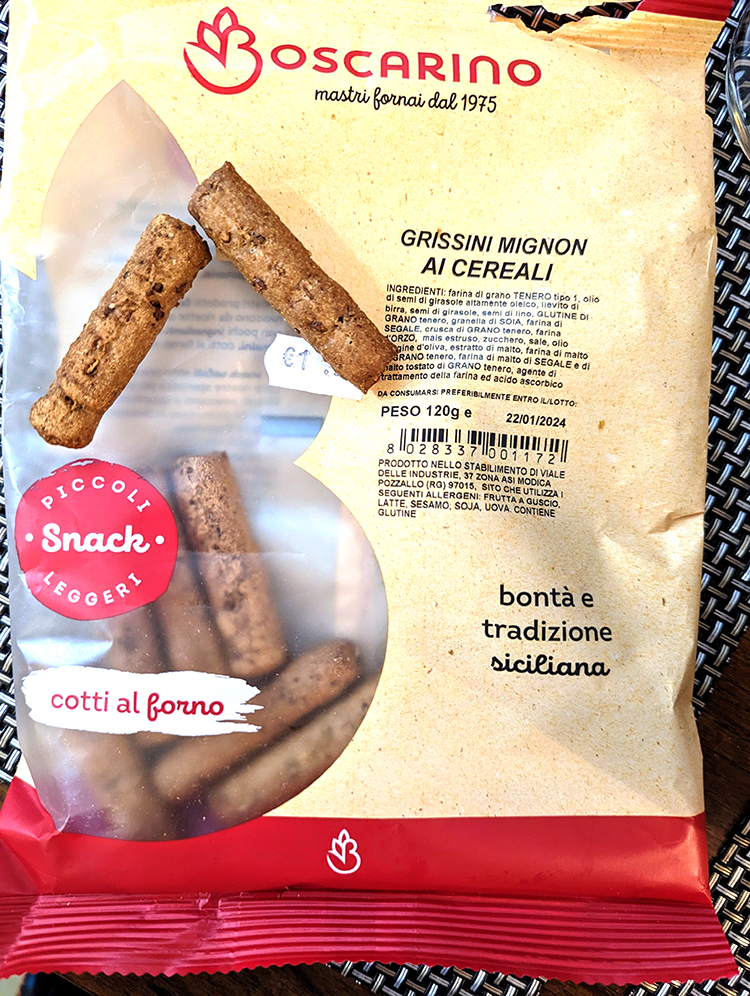 BOSCARINO
mastri fornai dal 1975
GRISSINI MIGNON
AI CEREALI
INGREDIENTI: farina di grano TENERO tipo 1, olio
di semi di girasole altamente oleico, lievito di
birra, semi di girasole, semi di lino, GLUTINE DI
GRANO tenero, granella di SOIA, farina di
SEGALE, crusca di GRANO tenero, farina
d'ORZO, mais estruso, zucchero, sale, olio
d'oliva, estratto di malto, farina di malto
GRANO tenero, farina di malto di SEGALE e di
malto tostato di GRANO tenero, agente di
trattamento della farina ed acido ascorbico
DA CONSUMARSI PREFERIBILMENTE ENTRO IL/LOTTO:
PESO 120g e 22/01/2024
8 028337 001172
PRODOTTO NELLO STABILIMENTO DI VIALE
DELLE INDUSTRIE, 37 ZONA ASI MODICA
POZZALLO (RG) 97015, SITO CHE UTILIZZA I
SEGUENTI ALLERGENI: FRUTTA A GUSCIO,
LATTE, SESAMO, SOJA, UOVA. CONTIENE
GLUTINE
€1
PICCOLI
Snack
LEGGERI
bontà e
tradizione
siciliana
cotti al forno